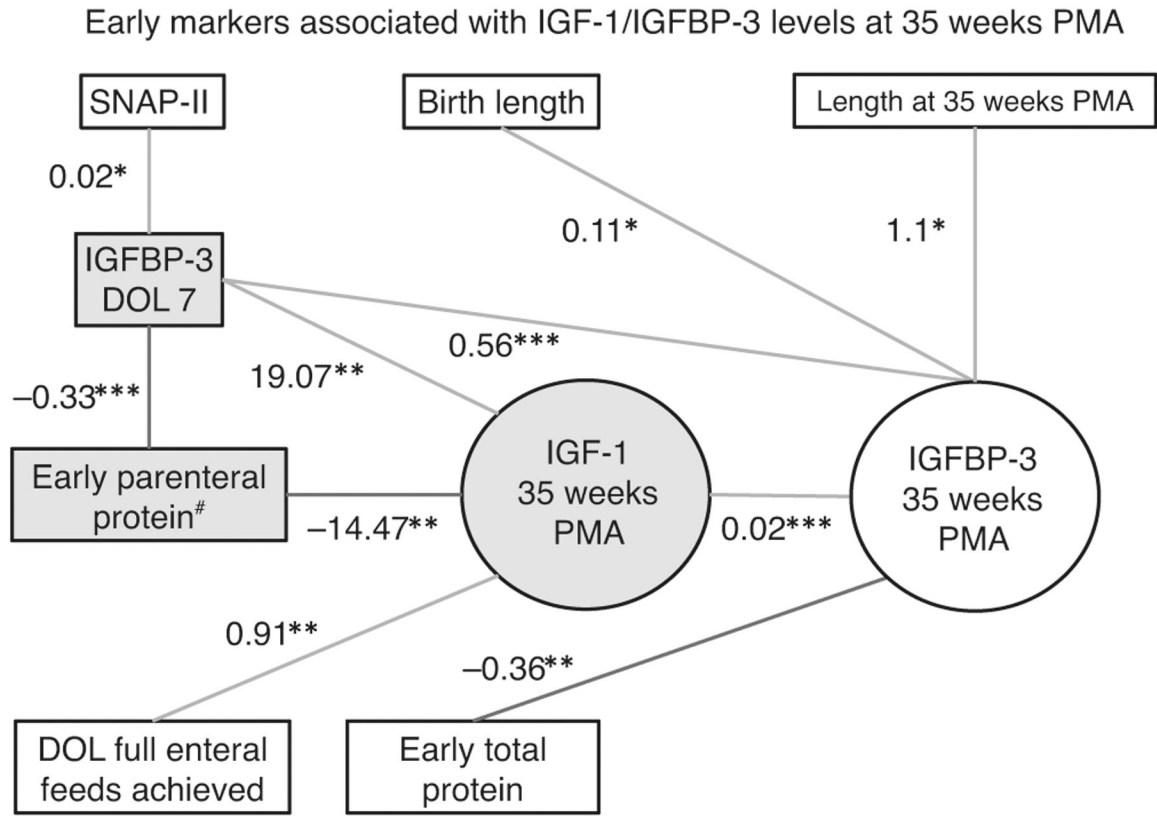 Early markers associated with IGF-1/IGFBP-3 levels at 35 weeks PMA
SNAP-II
Birth length
Length at 35 weeks PMA
0.02*
0.11*
1.1*
IGFBP-3
DOL 7
0.56***
19.07**
–0.33***
Early parenteral
protein#
–14.47**
IGF-1
35 weeks
PMA
0.02***
IGFBP-3
35 weeks
PMA
0.91**
–0.36**
DOL full enteral
feeds achieved
Early total
protein